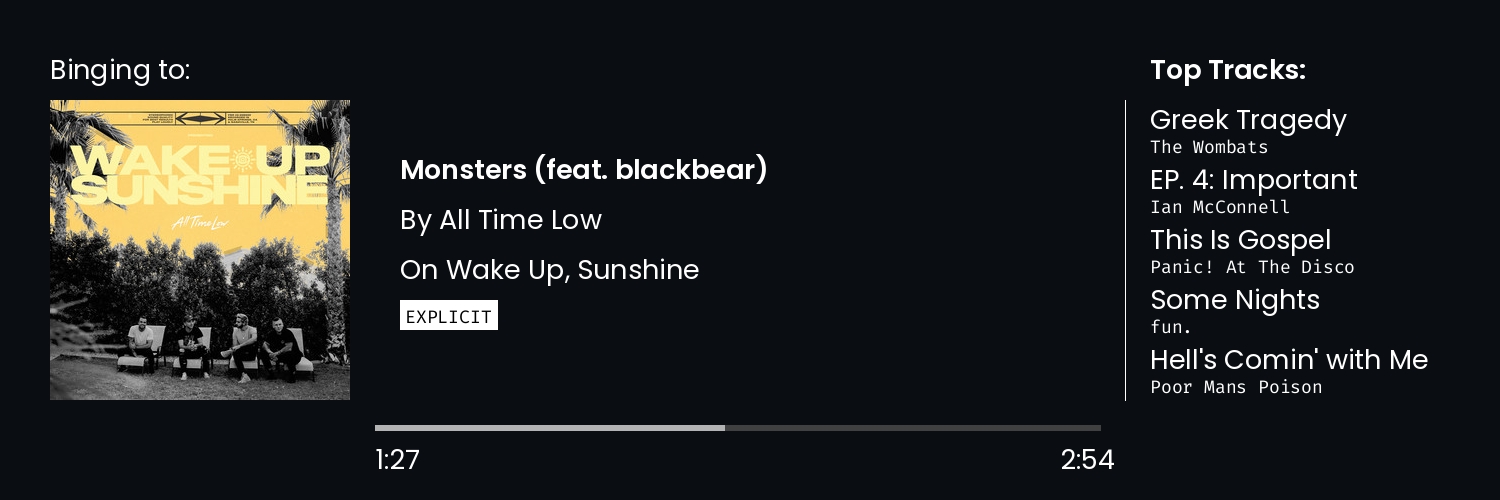 Binging to:
WAKE UP
SUNSHINE
All Time Low
Monsters (feat. blackbear)
By All Time Low
On Wake Up, Sunshine
EXPLICIT
1:27
2:54
Top Tracks:
Greek Tragedy
The Wombats
EP. 4: Important
Ian McConnell
This Is Gospel
Panic! At The Disco
Some Nights
fun.
Hell's Comin' with Me
Poor Mans Poison